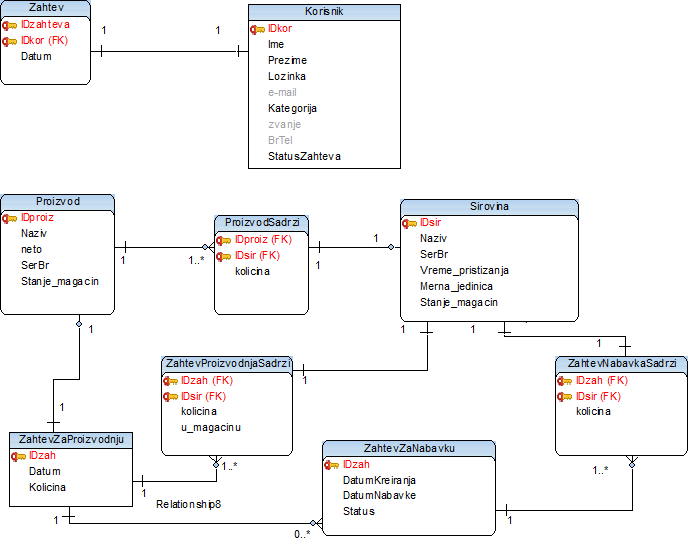 Zahtev
IDzahteva
IDkor (FK)
Datum
1
1
Korisnik
IDkor
Ime
Prezime
Lozinka
e-mail
Kategorija
zvanje
BrTel
StatusZahteva
Proizvod
IDproiz
Naziv
neto
SerBr
Stanje_magacin
1
1..*
ProizvodSadrzi
IDproiz (FK)
IDsir (FK)
kolicina
1
1
Sirovina
IDsir
Naziv
SerBr
Vreme_pristizanja
Merna_jedinica
Stanje_magacin
1
1
1
1
1
ZahtevProizvodnjaSadrzi
IDzah (FK)
IDsir (FK)
kolicina
u_magacinu
1
ZahtevNabavkaSadrzi
IDzah (FK)
IDsir (FK)
kolicina
ZahtevZaProizvodnju
IDzah
Datum
Kolicina
1
1..*
Relationship8
1
0..*
ZahtevZaNabavku
IDzah
DatumKreiranja
DatumNabavke
Status
1
1..*